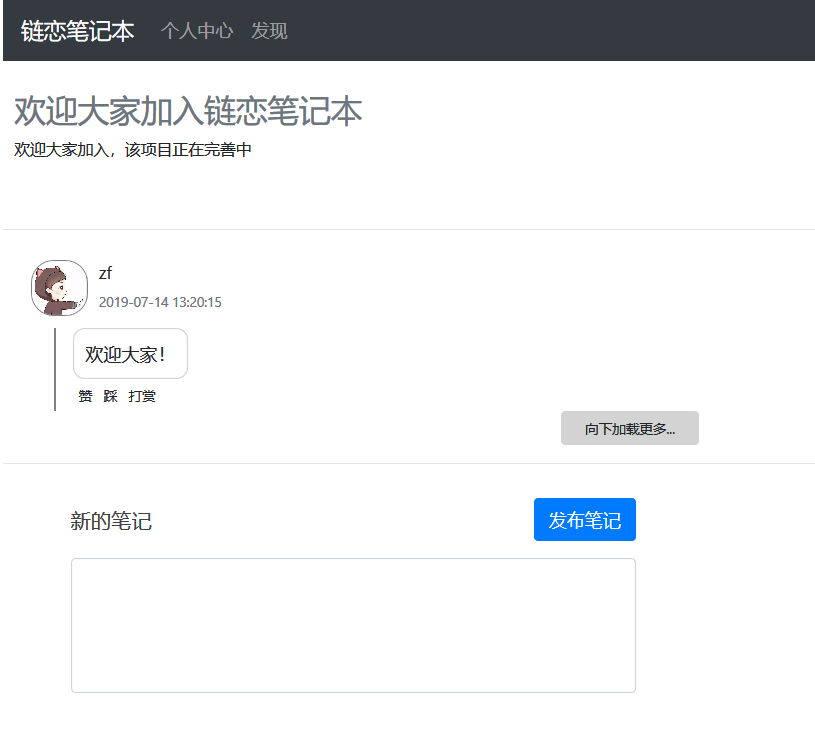 链恋笔记本 个人中心 发现
欢迎大家加入链恋笔记本
欢迎大家加入，该项目正在完善中
zf
2019-07-14 13:20:15
欢迎大家！
赞 踩 打赏
向下加载更多...
新的笔记 发布笔记